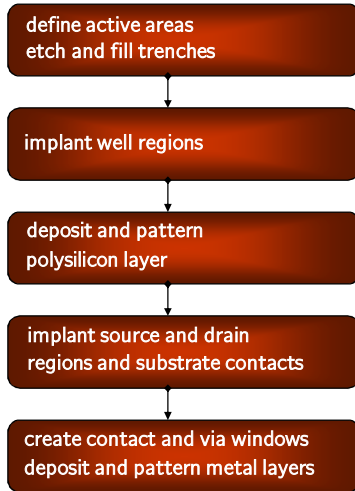 define active areas
etch and fill trenches
implant well regions
deposit and pattern
polysilicon layer
implant source and drain
regions and substrate contacts
create contact and via windows
deposit and pattern metal layers